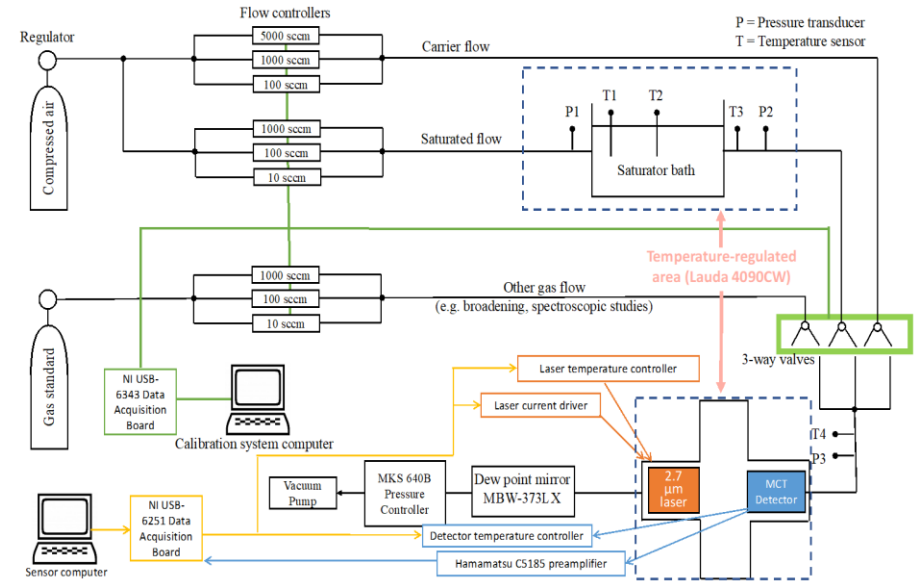 Flow controllers
P = Pressure transducer
T = Temperature sensor
Regulator
5000 sccm
1000 sccm
100 sccm
Carrier flow
Compressed air
1000 sccm
100 sccm
10 sccm
Saturated flow
P1
T1
T2
T3
P2
Saturator bath
Temperature-regulated
area (Lauda 4090CW)
1000 sccm
100 sccm
10 sccm
Other gas flow
(e.g. broadening, spectroscopic studies)
Gas standard
3-way valves
NI USB-
6343 Data
Acquisition
Board
Calibration system computer
Laser temperature controller
Laser current driver
T4
P3
Vacuum
Pump
MKS 640B
Pressure
Controller
Dew point mirror
MBW-373LX
2.7
μm
laser
MCT
Detector
NI USB-
6251 Data
Acquisition
Board
Sensor computer
Detector temperature controller
Hamamatsu C5185 preamplifier